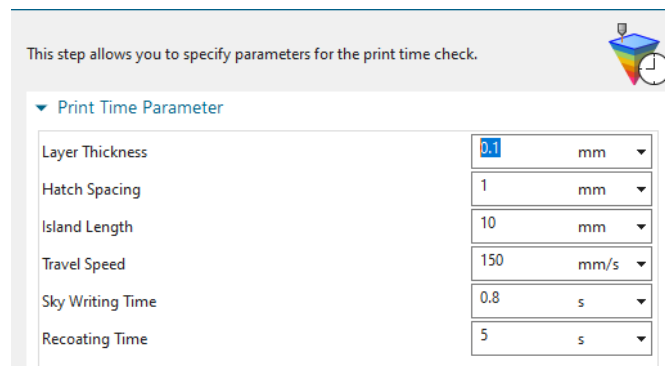 This step allows you to specify parameters for the print time check.
Print Time Parameter
Layer Thickness 0.1 mm
Hatch Spacing 1 mm
Island Length 10 mm
Travel Speed 150 mm/s
Sky Writing Time 0.8 s
Recoating Time 5 s